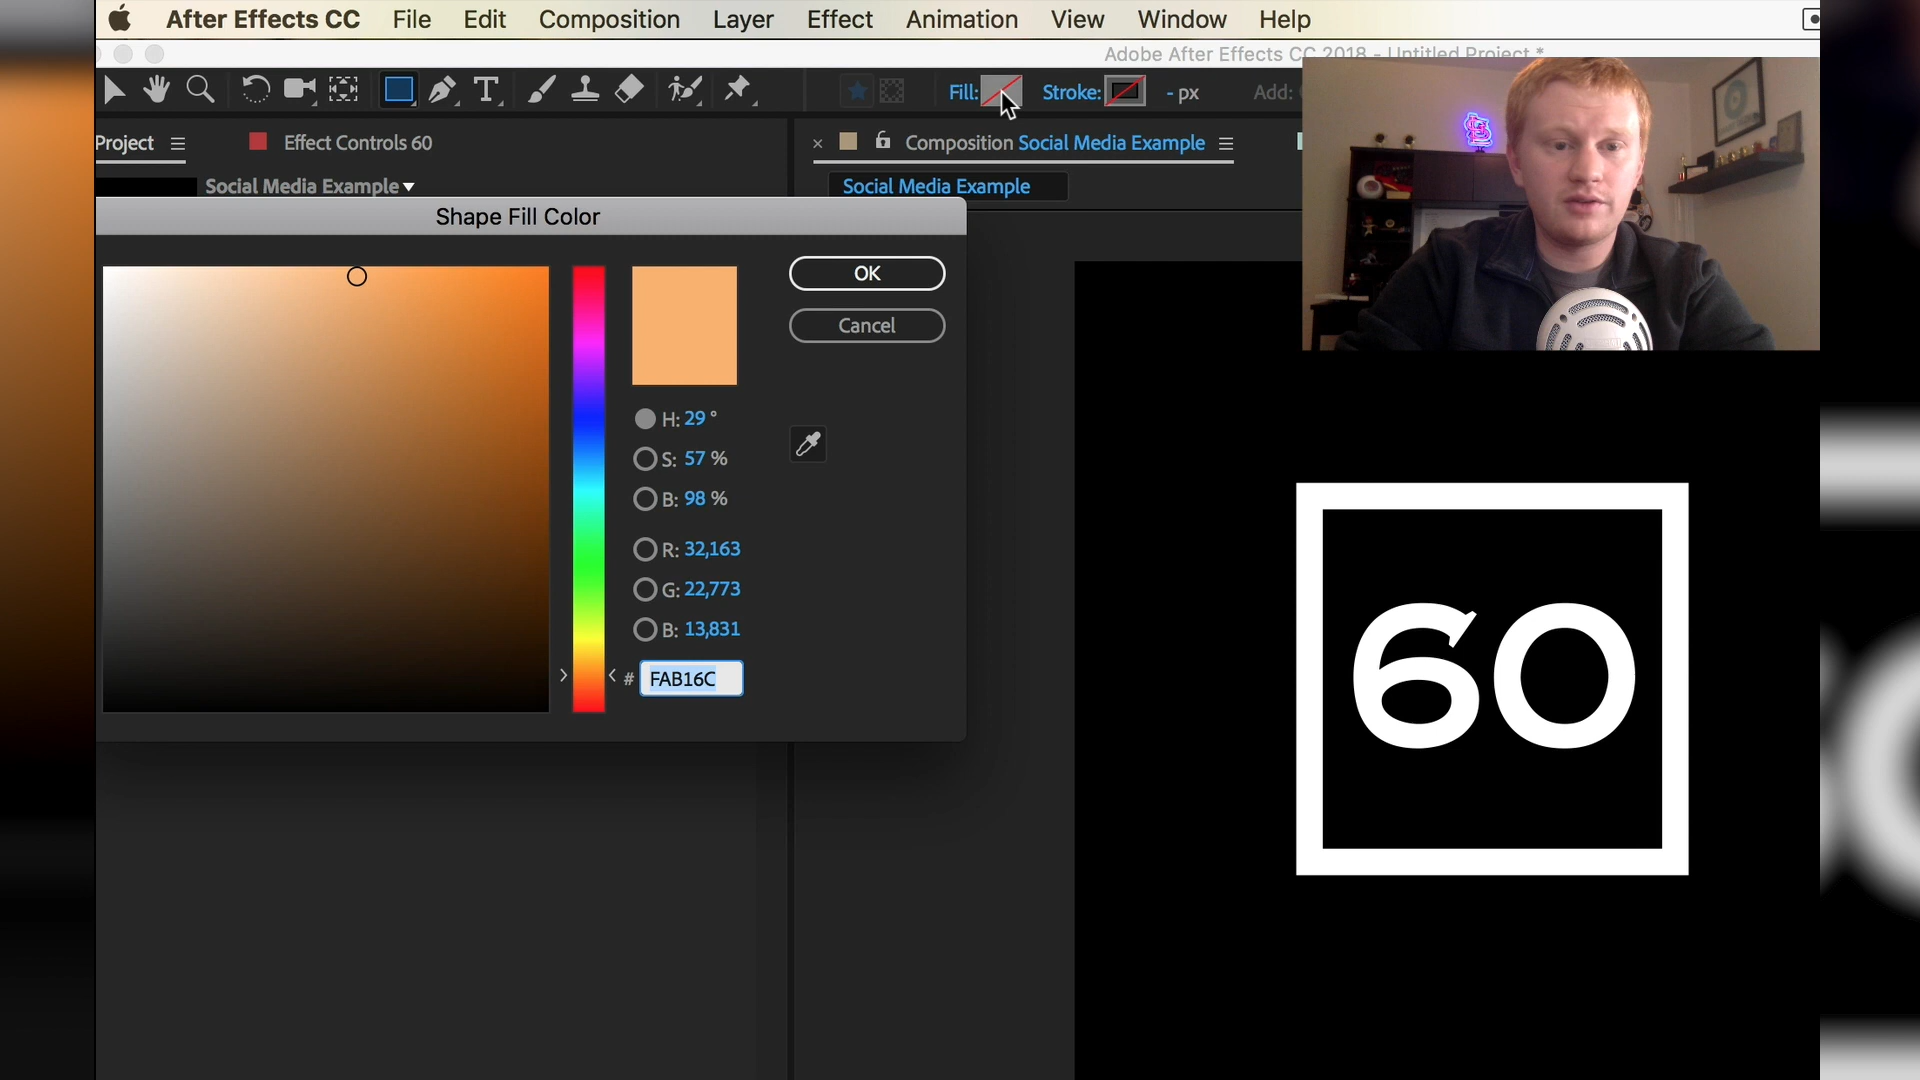 After Effects CC File Edit Composition Layer Effect Animation View Window Help
Adobe After Effects CC 2018 - Untitled Project *
Fill: Stroke: - px Add:
Project Effect Controls 60 × Composition Social Media Example
Social Media Example Social Media Example
Shape Fill Color
OK
Cancel
H: 29 °
S: 57 %
B: 98 %
R: 32,163
G: 22,773
B: 13,831
# FAB16C
60